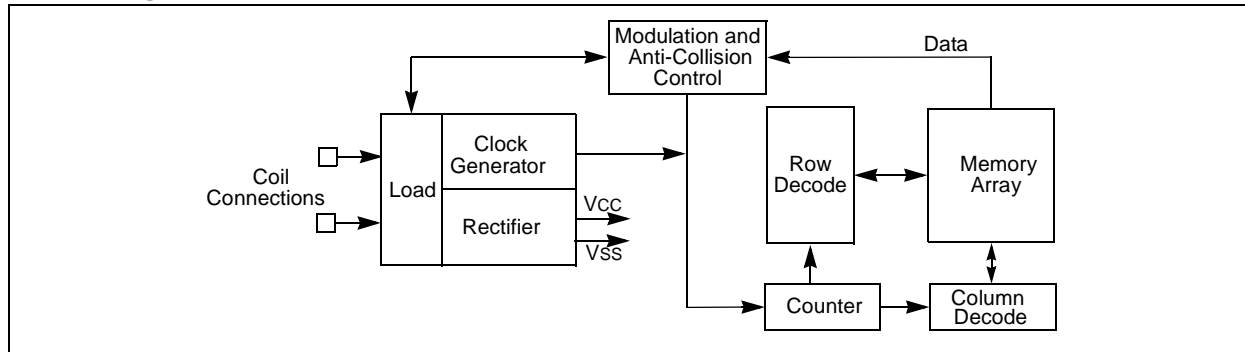 Modulation and
Anti-Collision
Control
Data
Coil
Connections
Load
Clock
Generator
Rectifier
VCC
VSS
Row
Decode
Memory
Array
Counter
Column
Decode